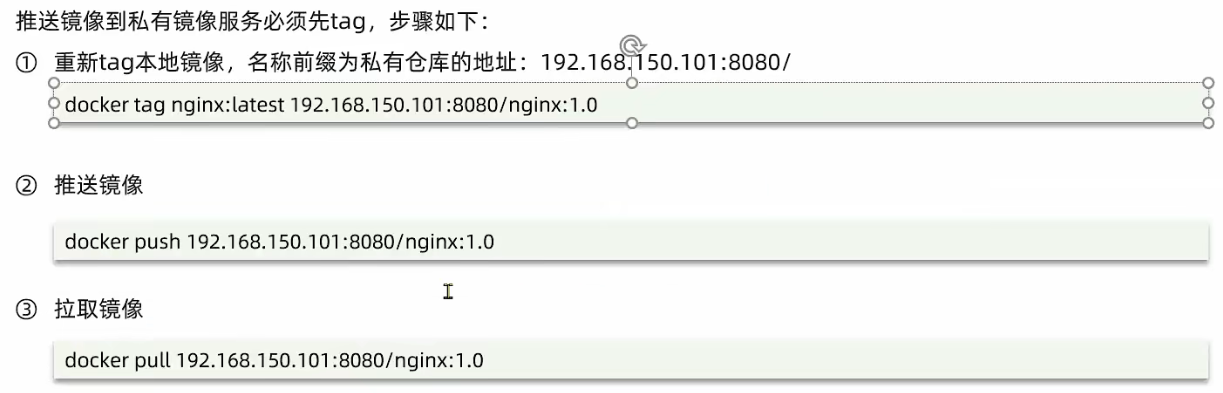 推送镜像到私有镜像服务必须先tag，步骤如下：
① 重新tag本地镜像，名称前缀为私有仓库的地址：192.168.150.101:8080/
docker tag nginx:latest 192.168.150.101:8080/nginx:1.0
② 推送镜像
docker push 192.168.150.101:8080/nginx:1.0
③ 拉取镜像
docker pull 192.168.150.101:8080/nginx:1.0